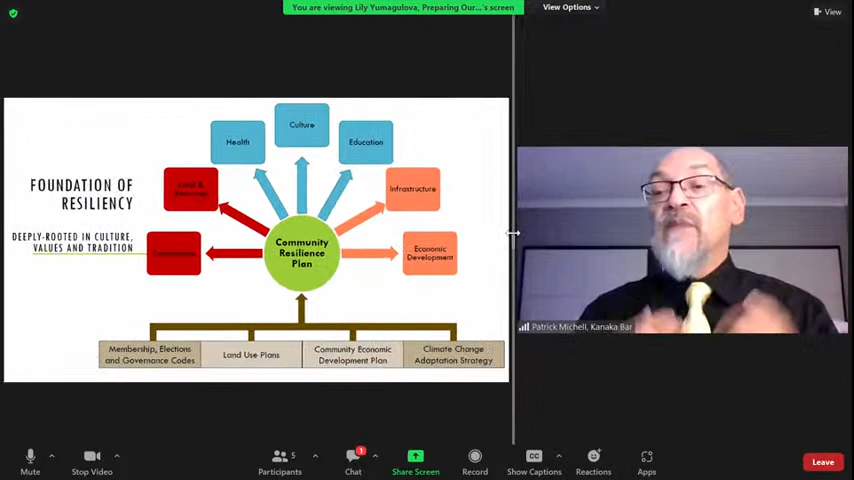 You are viewing Lily Yumagulova, Preparing Our...'s screen
View Options
View
FOUNDATION OF
RESILIENCY
DEEPLY-ROOTED IN CULTURE,
VALUES AND TRADITION
Health
Culture
Education
Land &
Infrastructure
Economic
Development
Community
Resilience
Plan
Membership, Elections
and Governance Codes
Land Use Plans
Community Economic
Development Plan
Climate Change
Adaptation Strategy
Patrick Michell, Kanaka Bar
Mute
Stop Video
5
Participants
1
Chat
Share Screen
Record
CC
Show Captions
Reactions
Apps
Leave